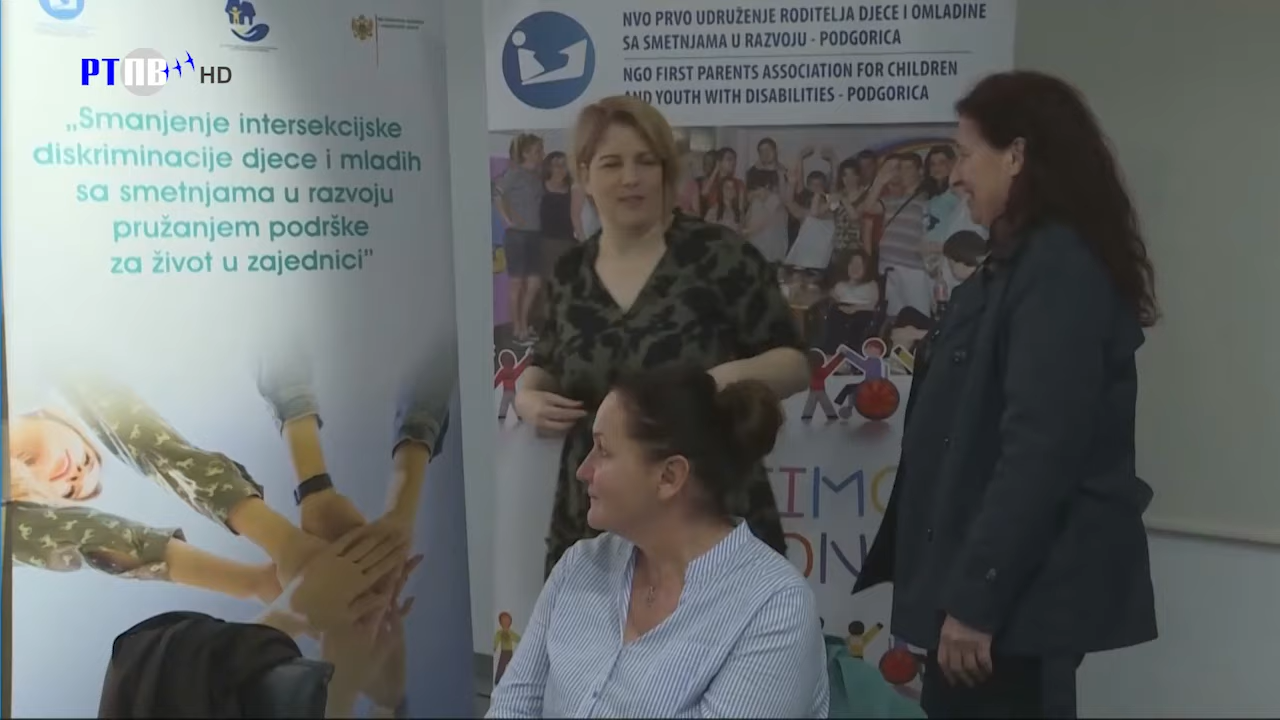 РТПВ HD
„Smanjenje intersekcijske
diskriminacije djece i mladih
sa smetnjama u razvoju
pružanjem podrške
za život u zajednici”
NVO PRVO UDRUŽENJE RODITELJA DJECE I OMLADINE
SA SMETNJAMA U RAZVOJU - PODGORICA
NGO FIRST PARENTS ASSOCIATION FOR CHILDREN
AND YOUTH WITH DISABILITIES - PODGORICA